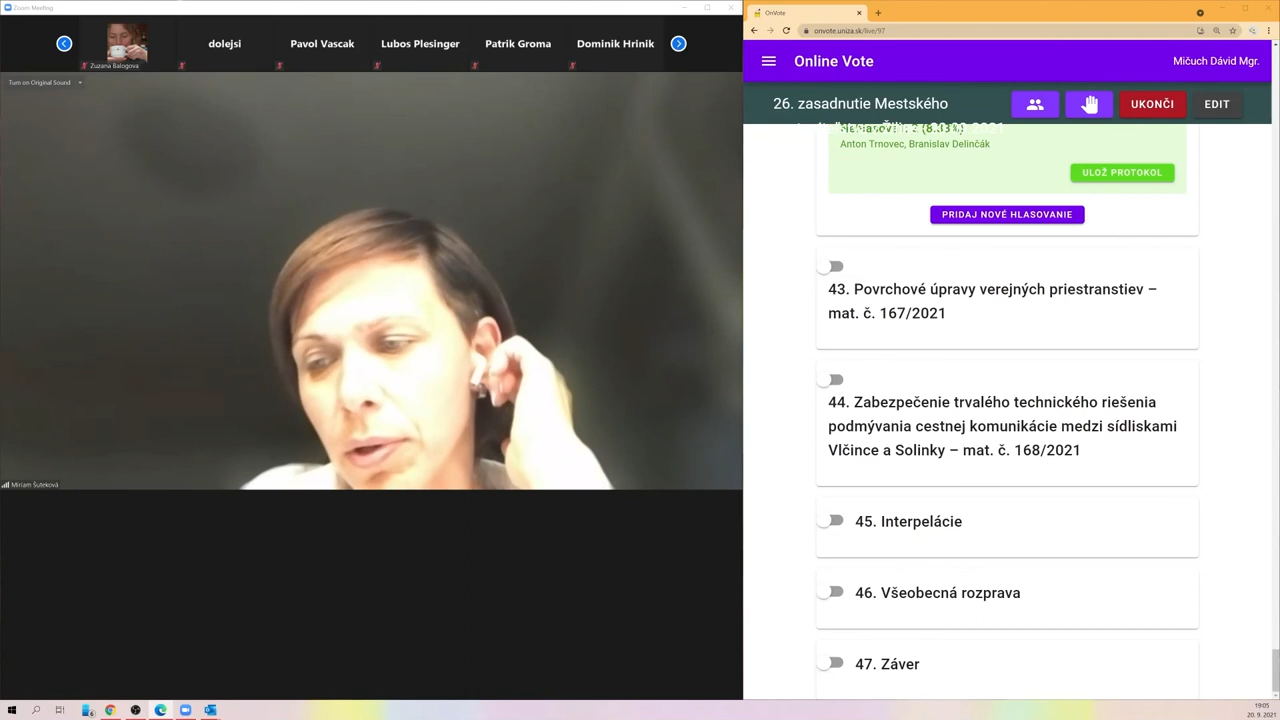 Zoom Meeting
Zuzana Balogova
dolejsi
Pavol Vascak
Lubos Plesinger
Patrik Groma
Dominik Hrinik
Turn on Original Sound
Miriam Šuteková
OnVote
onvote.uniza.sk/live/97
Online Vote
Mičuch Dávid Mgr.
26. zasadnutie Mestského
UKONČI
EDIT
20.09.2021
Anton Trnovec, Branislav Delinčák
ULOŽ PROTOKOL
PRIDAJ NOVÉ HLASOVANIE
43. Povrchové úpravy verejných priestranstiev –
mat. č. 167/2021
44. Zabezpečenie trvalého technického riešenia
podmývania cestnej komunikácie medzi sídliskami
Vlčince a Solinky – mat. č. 168/2021
45. Interpelácie
46. Všeobecná rozprava
47. Záver
19:05
20. 9. 2021